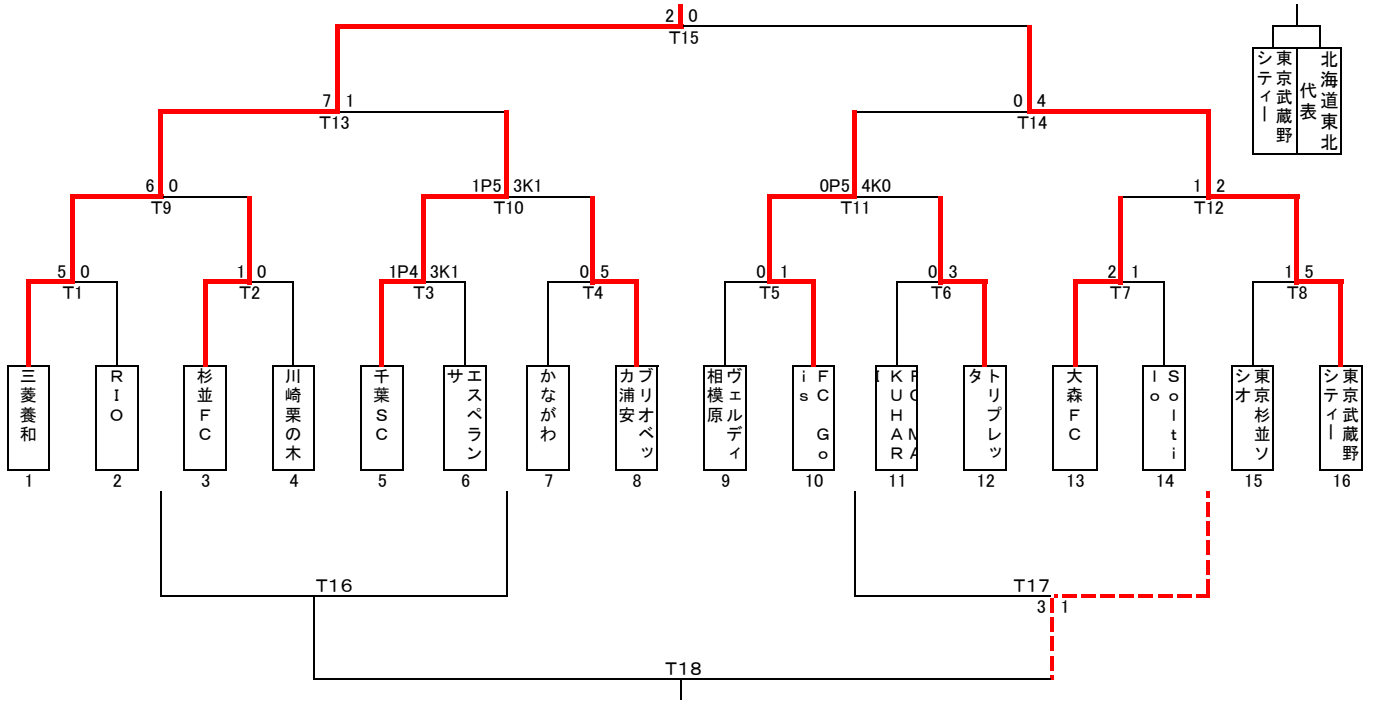 2 0
T15
東京武蔵野
シティー
北海道東北
代表
7 1
T13
0 4
T14
6 0
T9
1P5 3K1
T10
0P5 4K0
T11
1 2
T12
5 0
T1
1 0
T2
1P4 3K1
T3
0 5
T4
0 1
T5
0 3
T6
2 1
T7
1 5
T8
三菱養和
RIO
杉並FC
川崎栗の木
千葉SC
エスペラン
サ
かながわ
ブリオベッ
カ浦安
ヴェルディ
相模原
FC Go
is
KUHAR
トリプレッ
タ
大森FC
Solti
lo
東京杉並ソ
シオ
東京武蔵野
シティー
1 2 3 4 5 6 7 8 9 10 11 12 13 14 15 16
T16
T17
3 1
T18